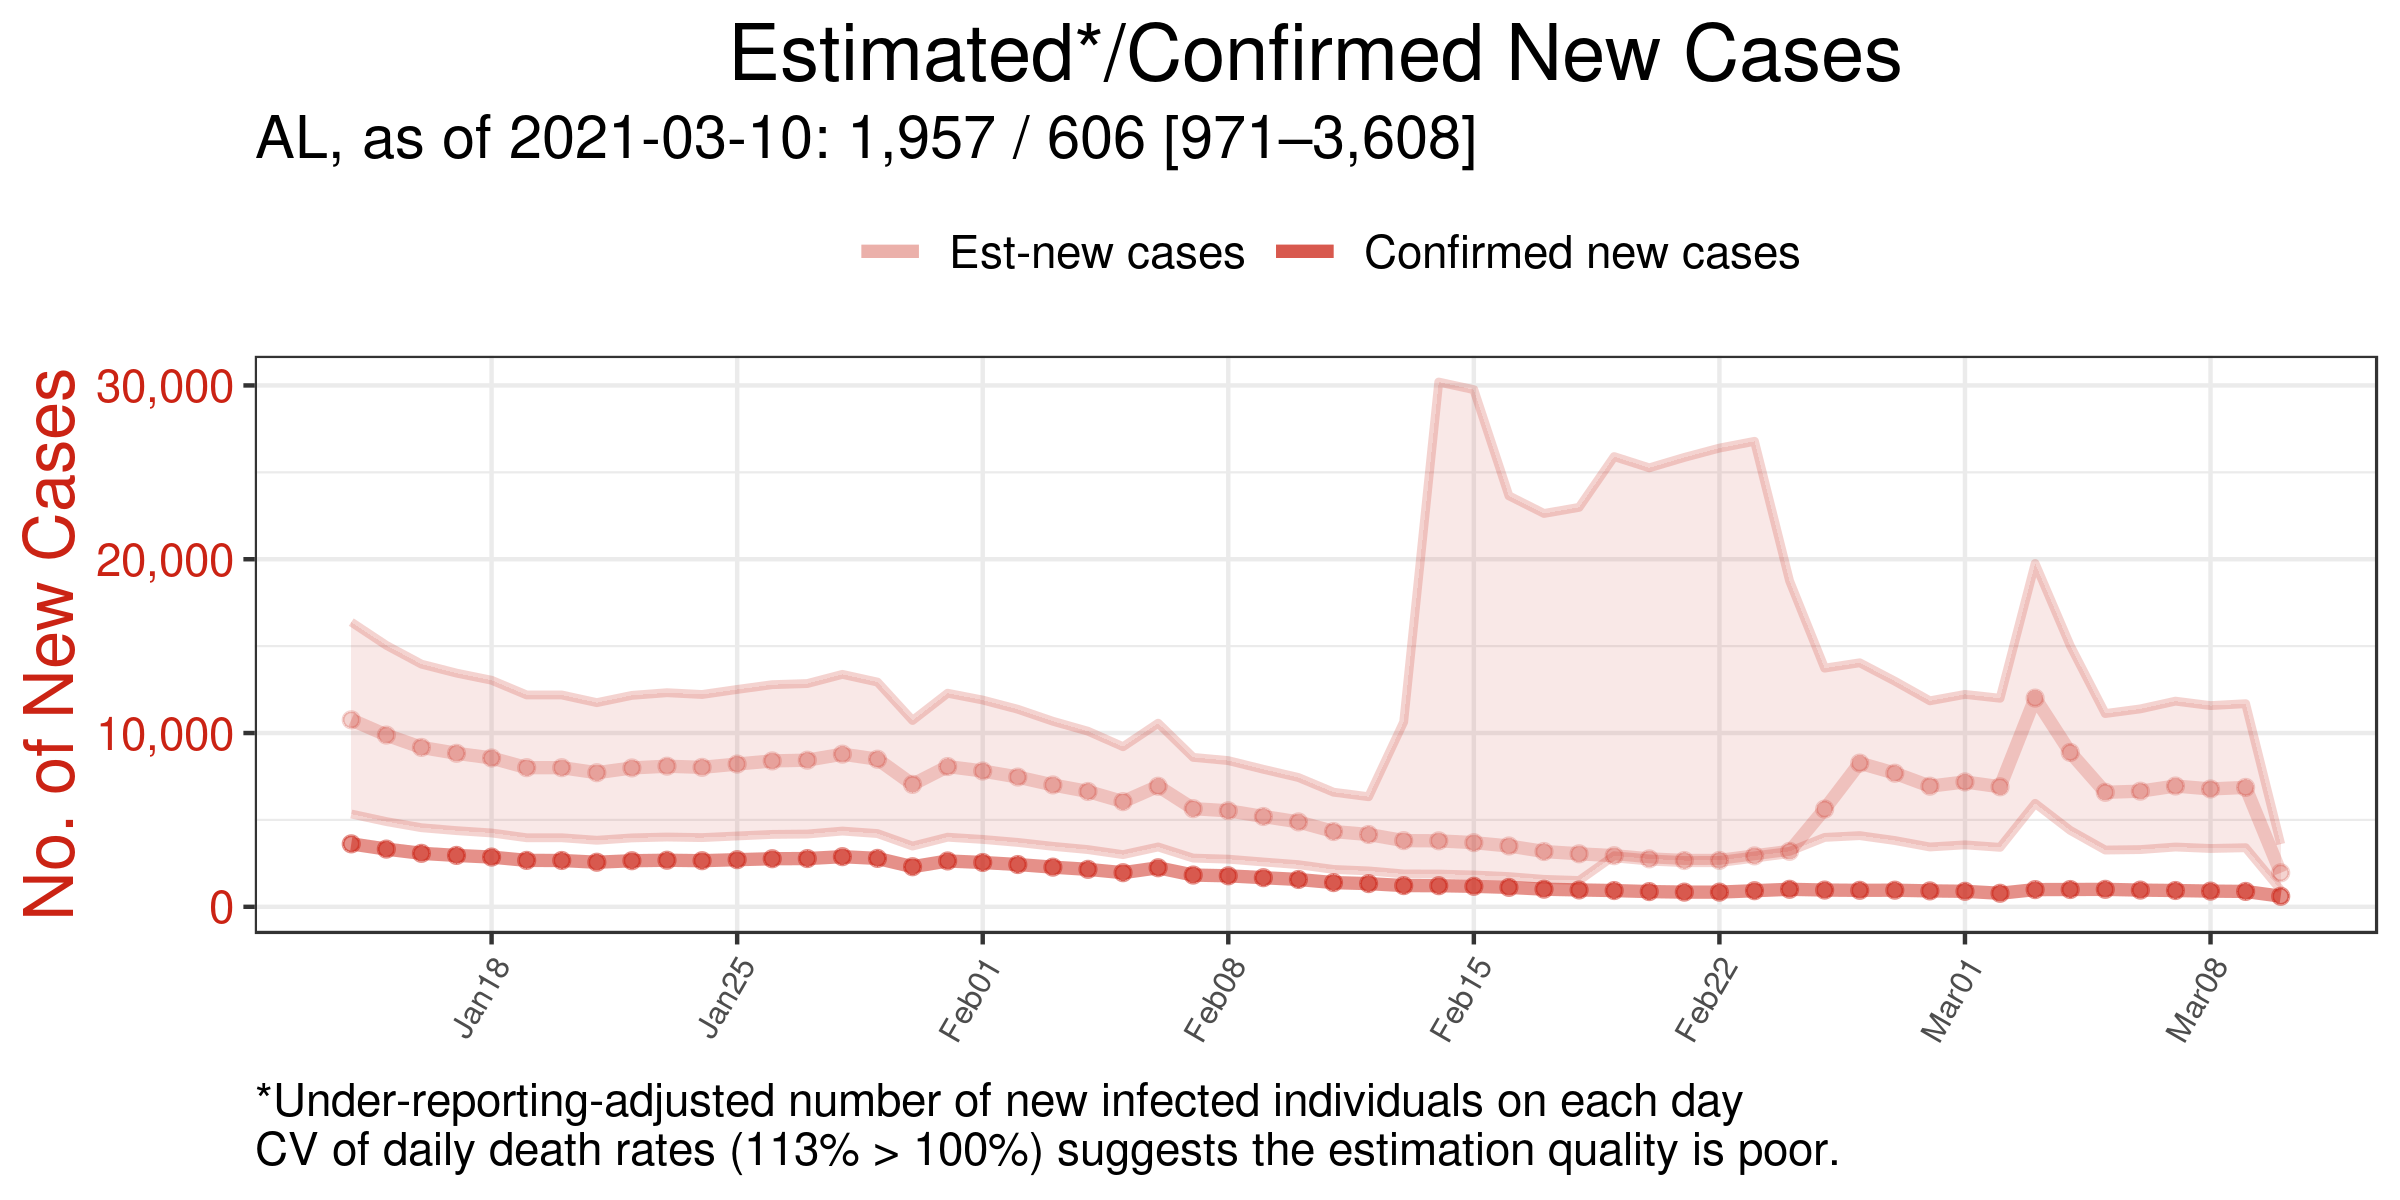 Estimated*/Confirmed New Cases
AL, as of 2021-03-10: 1,957 / 606 [971–3,608]
Est-new cases Confirmed new cases
No. of New Cases
30,000
20,000
10,000
0
Jan18 Jan25 Feb01 Feb08 Feb15 Feb22 Mar01 Mar08
*Under-reporting-adjusted number of new infected individuals on each day
CV of daily death rates (113% > 100%) suggests the estimation quality is poor.